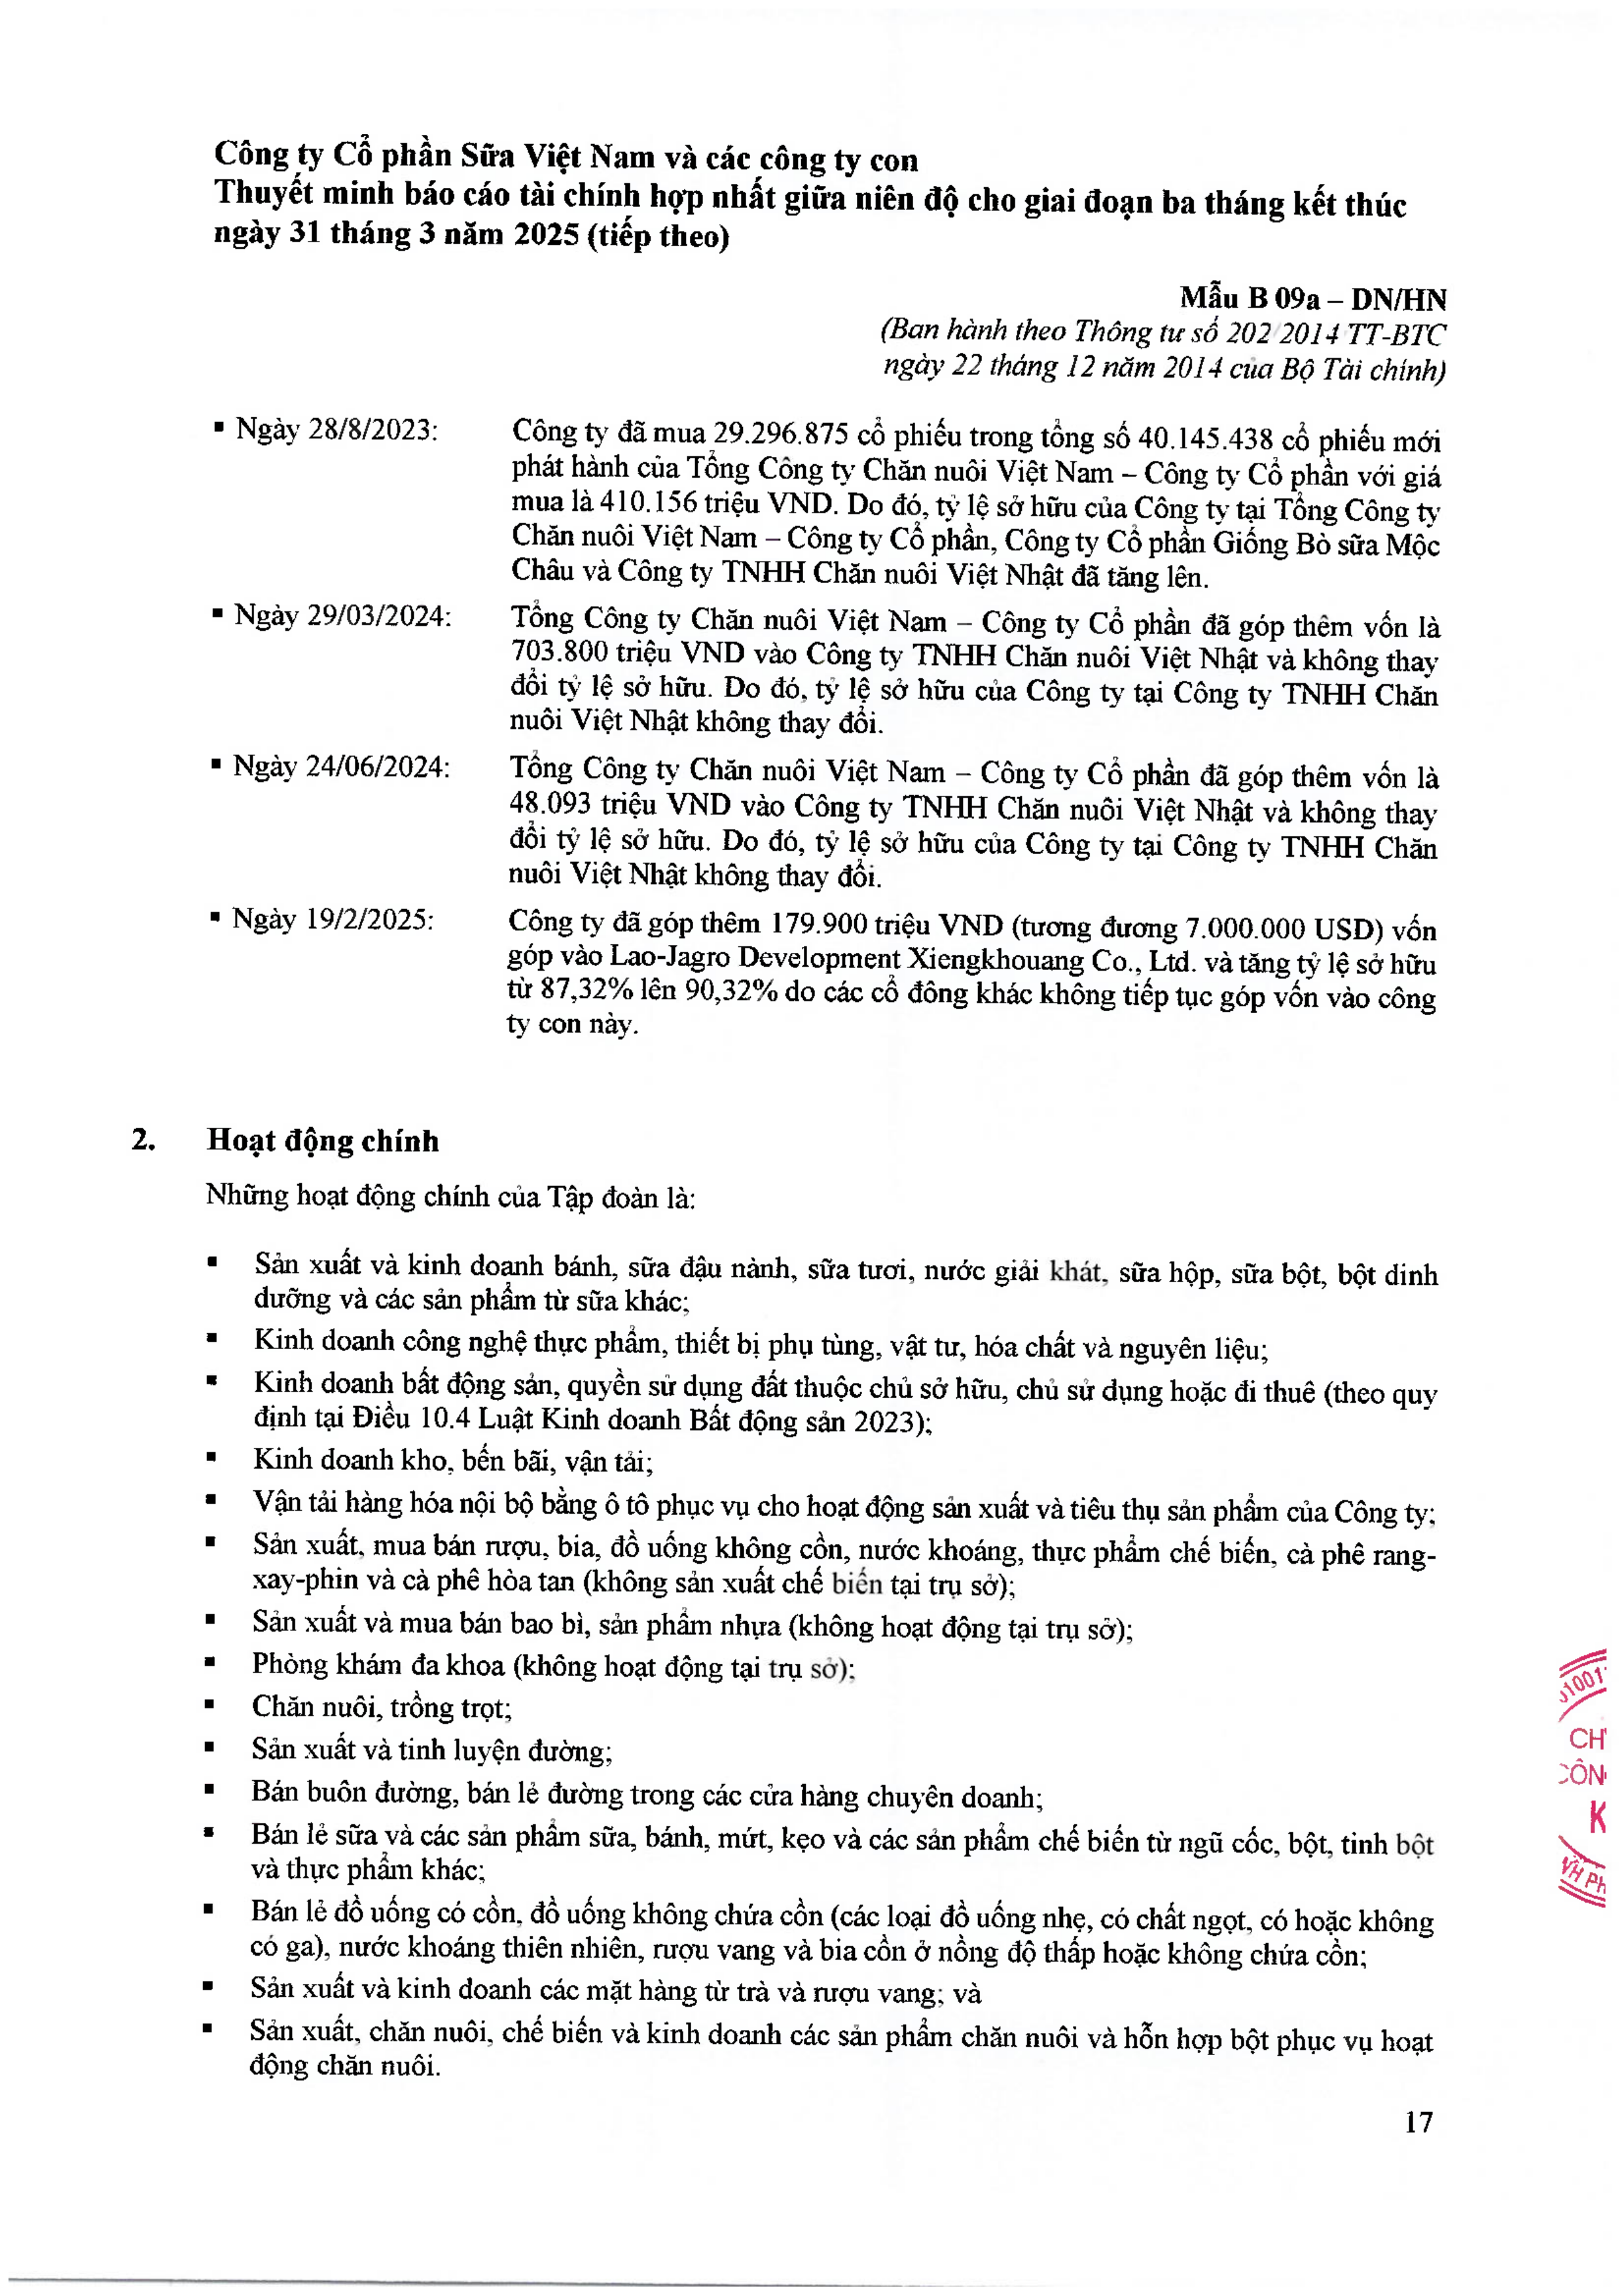 Công ty Cổ phần Sữa Việt Nam và các công ty con
Thuyết minh báo cáo tài chính hợp nhất giữa niên độ cho giai đoạn ba tháng kết thúc
ngày 31 tháng 3 năm 2025 (tiếp theo)
Mẫu B 09a – DN/HN
(Ban hành theo Thông tư số 202/2014/TT-BTC
ngày 22 tháng 12 năm 2014 của Bộ Tài chính)
▪ Ngày 28/8/2023: Công ty đã mua 29.296.875 cổ phiếu trong tổng số 40.145.438 cổ phiếu mới
phát hành của Tổng Công ty Chăn nuôi Việt Nam – Công ty Cổ phần với giá
mua là 410.156 triệu VND. Do đó, tỷ lệ sở hữu của Công ty tại Tổng Công ty
Chăn nuôi Việt Nam – Công ty Cổ phần, Công ty Cổ phần Giống Bò sữa Mộc
Châu và Công ty TNHH Chăn nuôi Việt Nhật đã tăng lên.
▪ Ngày 29/03/2024: Tổng Công ty Chăn nuôi Việt Nam – Công ty Cổ phần đã góp thêm vốn là
703.800 triệu VND vào Công ty TNHH Chăn nuôi Việt Nhật và không thay
đổi tỷ lệ sở hữu. Do đó, tỷ lệ sở hữu của Công ty tại Công ty TNHH Chăn
nuôi Việt Nhật không thay đổi.
▪ Ngày 24/06/2024: Tổng Công ty Chăn nuôi Việt Nam – Công ty Cổ phần đã góp thêm vốn là
48.093 triệu VND vào Công ty TNHH Chăn nuôi Việt Nhật và không thay
đổi tỷ lệ sở hữu. Do đó, tỷ lệ sở hữu của Công ty tại Công ty TNHH Chăn
nuôi Việt Nhật không thay đổi.
▪ Ngày 19/2/2025: Công ty đã góp thêm 179.900 triệu VND (tương đương 7.000.000 USD) vốn
góp vào Lao-Jagro Development Xiengkhouang Co., Ltd. và tăng tỷ lệ sở hữu
từ 87,32% lên 90,32% do các cổ đông khác không tiếp tục góp vốn vào công
ty con này.
2. Hoạt động chính
Những hoạt động chính của Tập đoàn là:
▪ Sản xuất và kinh doanh bánh, sữa đậu nành, sữa tươi, nước giải khát, sữa hộp, sữa bột, bột dinh
dưỡng và các sản phẩm từ sữa khác;
▪ Kinh doanh công nghệ thực phẩm, thiết bị phụ tùng, vật tư, hóa chất và nguyên liệu;
▪ Kinh doanh bất động sản, quyền sử dụng đất thuộc chủ sở hữu, chủ sử dụng hoặc đi thuê (theo quy
định tại Điều 10.4 Luật Kinh doanh Bất động sản 2023);
▪ Kinh doanh kho, bến bãi, vận tải;
▪ Vận tải hàng hóa nội bộ bằng ô tô phục vụ cho hoạt động sản xuất và tiêu thụ sản phẩm của Công ty;
▪ Sản xuất, mua bán rượu, bia, đồ uống không cồn, nước khoáng, thực phẩm chế biến, cà phê rang-
xay-phin và cà phê hòa tan (không sản xuất chế biến tại trụ sở);
▪ Sản xuất và mua bán bao bì, sản phẩm nhựa (không hoạt động tại trụ sở);
▪ Phòng khám đa khoa (không hoạt động tại trụ sở);
▪ Chăn nuôi, trồng trọt;
▪ Sản xuất và tinh luyện đường;
▪ Bán buôn đường, bán lẻ đường trong các cửa hàng chuyên doanh;
▪ Bán lẻ sữa và các sản phẩm sữa, bánh, mứt, kẹo và các sản phẩm chế biến từ ngũ cốc, bột, tinh bột
và thực phẩm khác;
▪ Bán lẻ đồ uống có cồn, đồ uống không chứa cồn (các loại đồ uống nhẹ, có chất ngọt, có hoặc không
có ga), nước khoáng thiên nhiên, rượu vang và bia cồn ở nồng độ thấp hoặc không chứa cồn;
▪ Sản xuất và kinh doanh các mặt hàng từ trà và rượu vang; và
▪ Sản xuất, chăn nuôi, chế biến và kinh doanh các sản phẩm chăn nuôi và hỗn hợp bột phục vụ hoạt
động chăn nuôi.
17